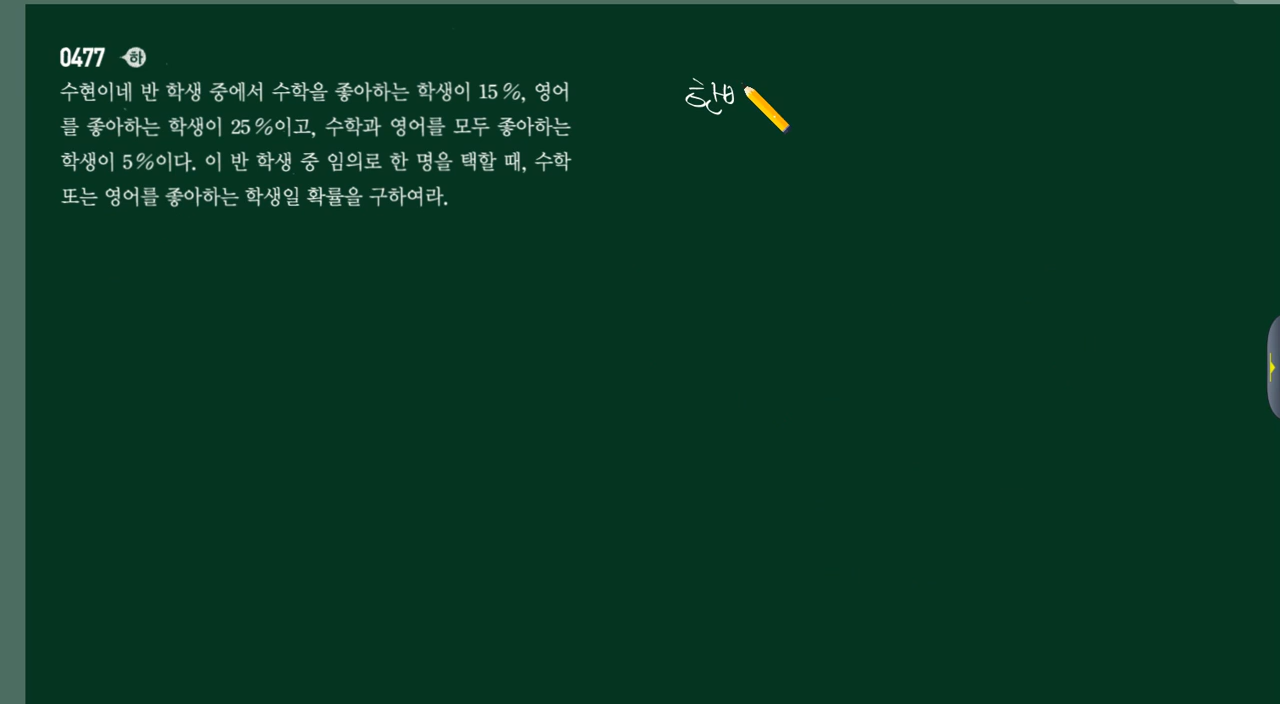 0477 하
수현이네 반 학생 중에서 수학을 좋아하는 학생이 15%, 영어
를 좋아하는 학생이 25%이고, 수학과 영어를 모두 좋아하는
학생이 5%이다. 이 반 학생 중 임의로 한 명을 택할 때, 수학
또는 영어를 좋아하는 학생일 확률을 구하여라.